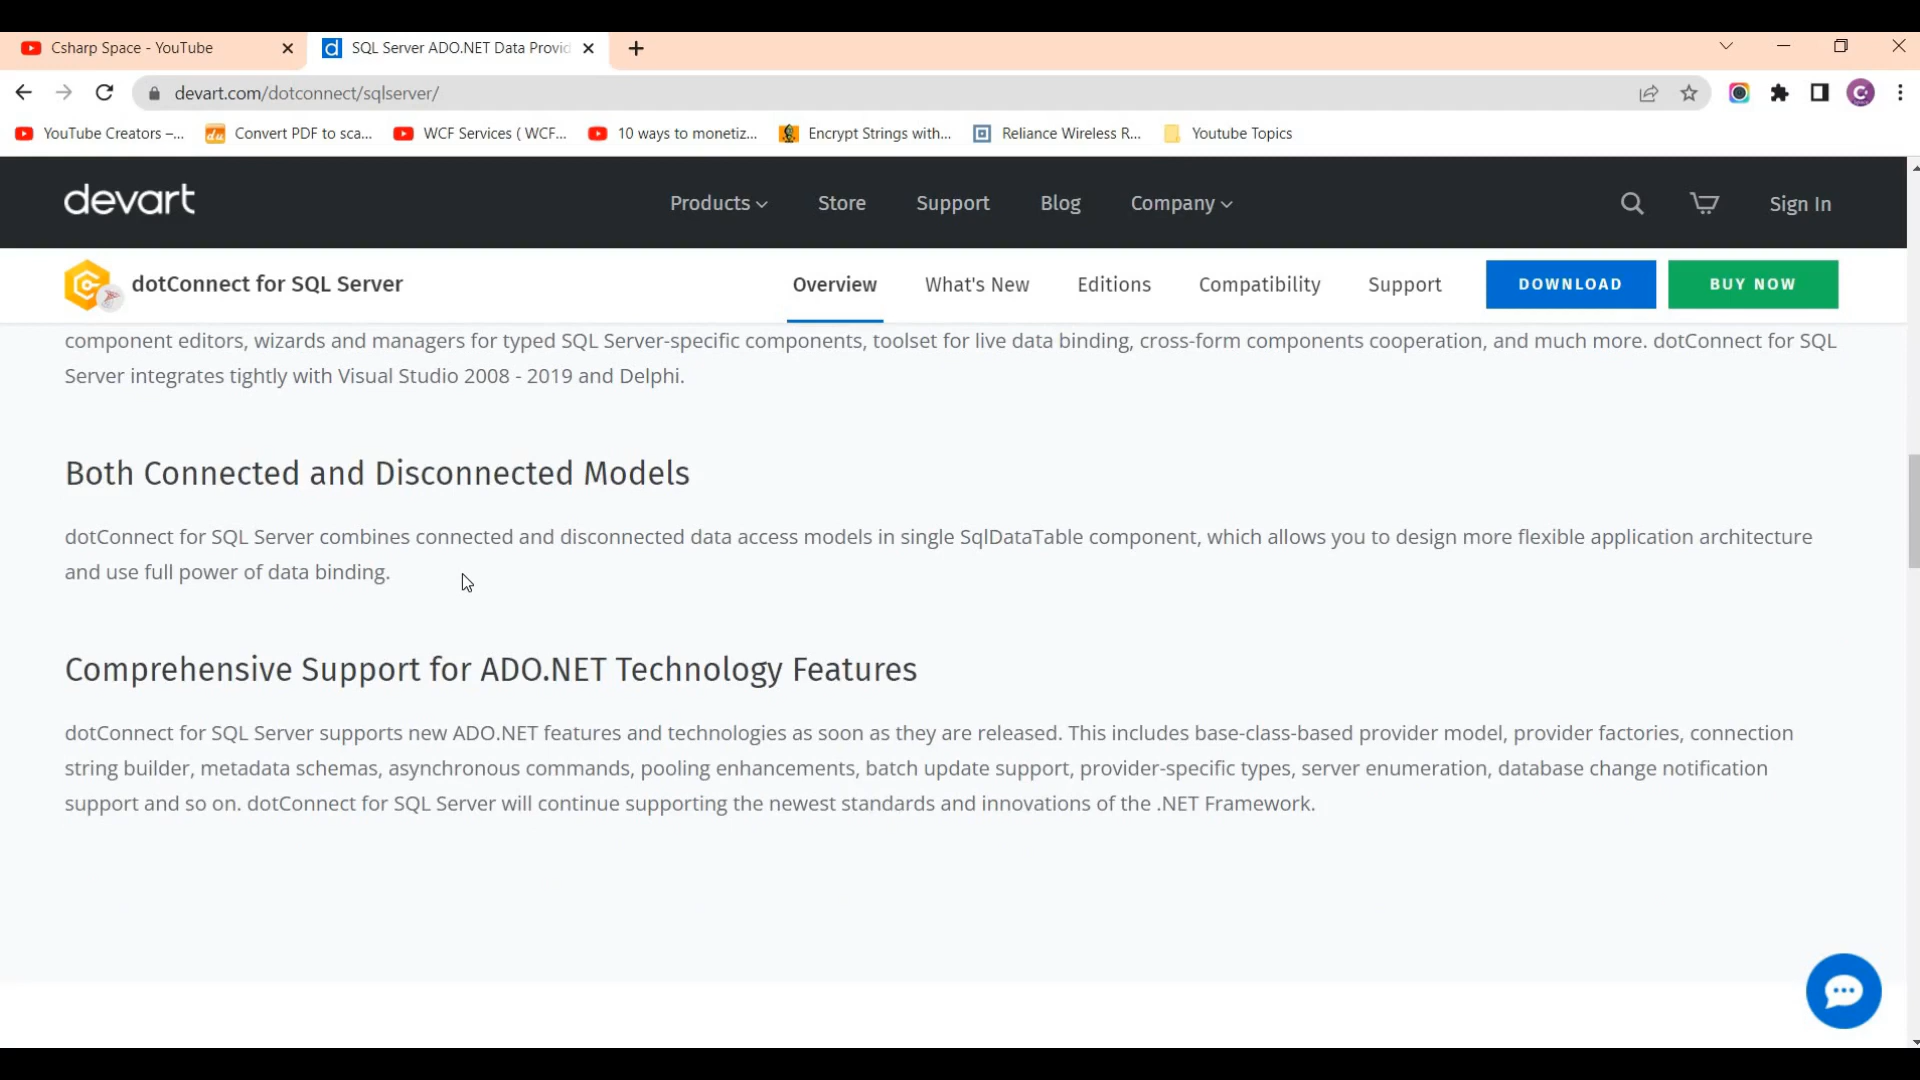 Csharp Space - YouTube
SQL Server ADO.NET Data Provid
devart.com/dotconnect/sqlserver/
YouTube Creators –...
Convert PDF to sca...
WCF Services ( WCF...
10 ways to monetiz...
Encrypt Strings with...
Reliance Wireless R...
Youtube Topics
devart
Products
Store
Support
Blog
Company
Sign In
dotConnect for SQL Server
Overview
What's New
Editions
Compatibility
Support
DOWNLOAD
BUY NOW
component editors, wizards and managers for typed SQL Server-specific components, toolset for live data binding, cross-form components cooperation, and much more. dotConnect for SQL
Server integrates tightly with Visual Studio 2008 - 2019 and Delphi.
Both Connected and Disconnected Models
dotConnect for SQL Server combines connected and disconnected data access models in single SqlDataTable component, which allows you to design more flexible application architecture
and use full power of data binding.
Comprehensive Support for ADO.NET Technology Features
dotConnect for SQL Server supports new ADO.NET features and technologies as soon as they are released. This includes base-class-based provider model, provider factories, connection
string builder, metadata schemas, asynchronous commands, pooling enhancements, batch update support, provider-specific types, server enumeration, database change notification
support and so on. dotConnect for SQL Server will continue supporting the newest standards and innovations of the .NET Framework.